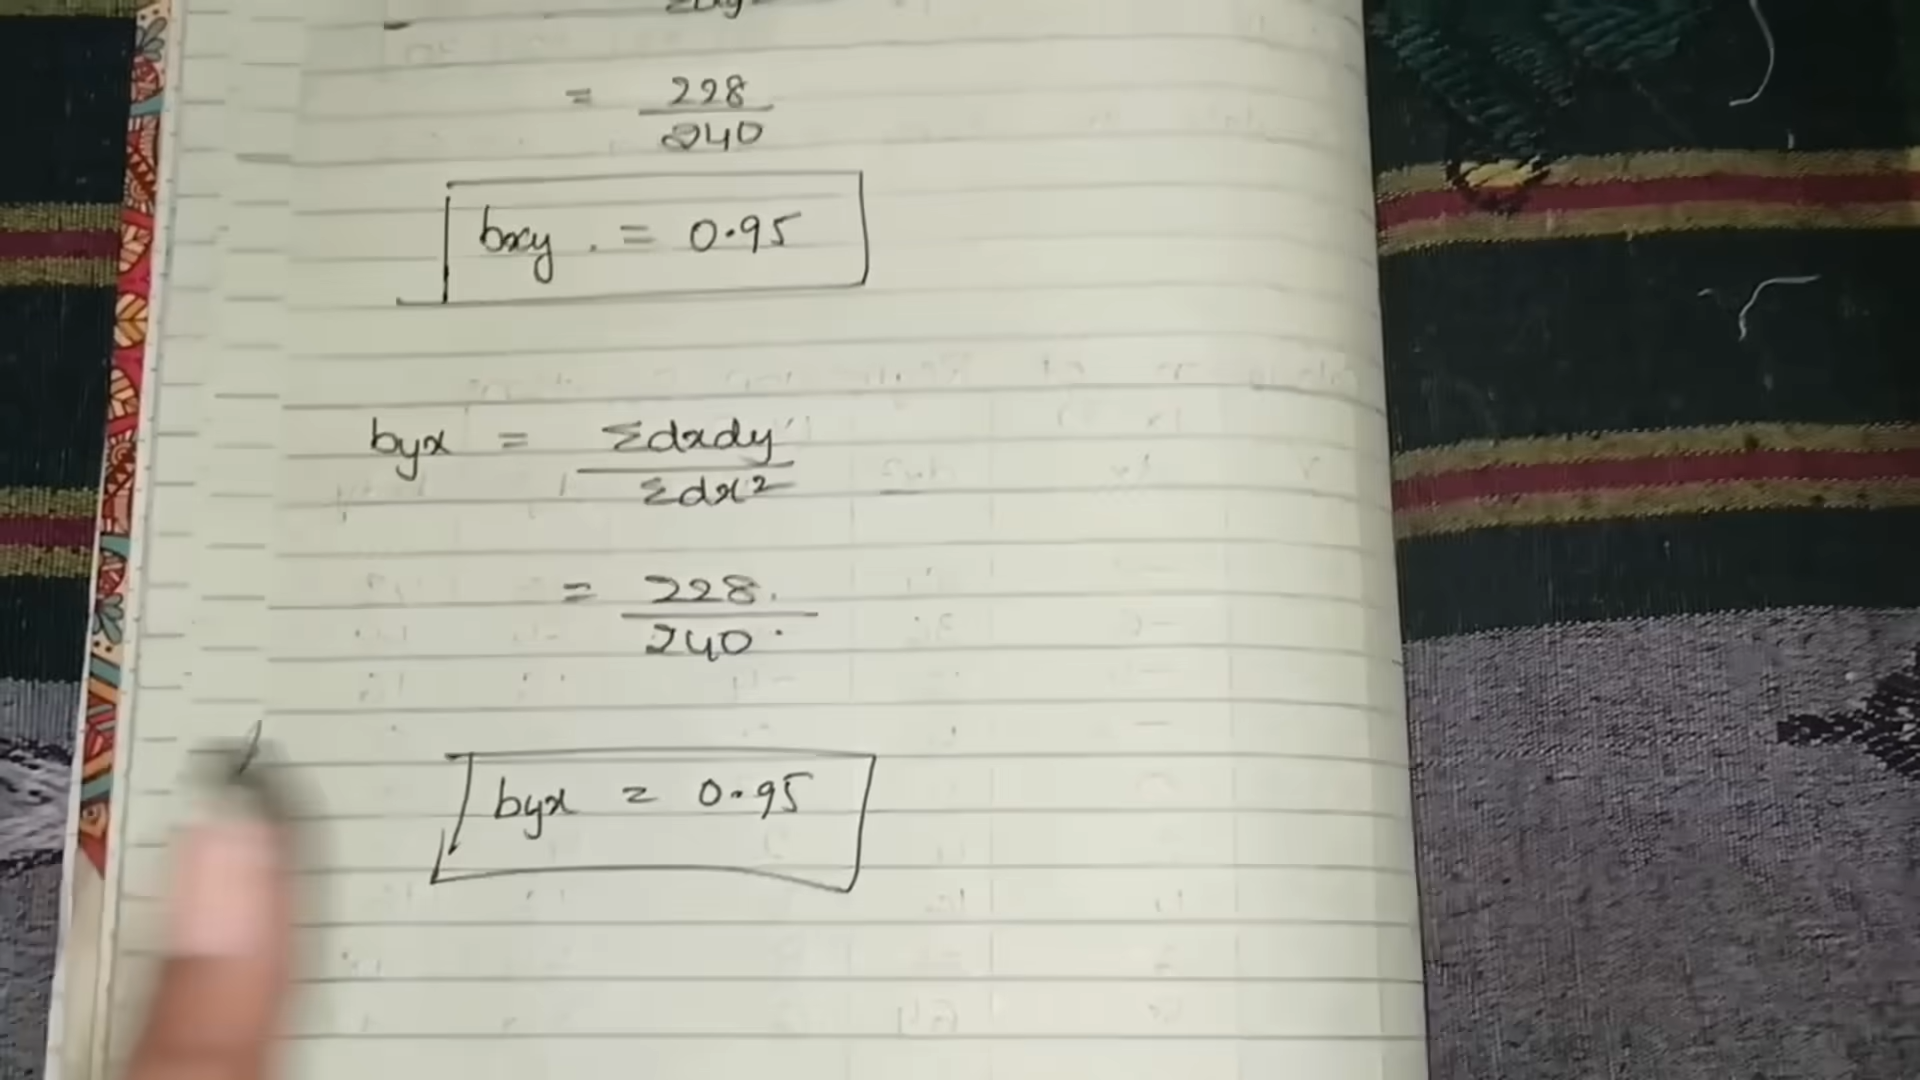 = 228
240
bxy . = 0.95
byx = Σdxdy
Σdx²
= 228.
240.
byx = 0.95